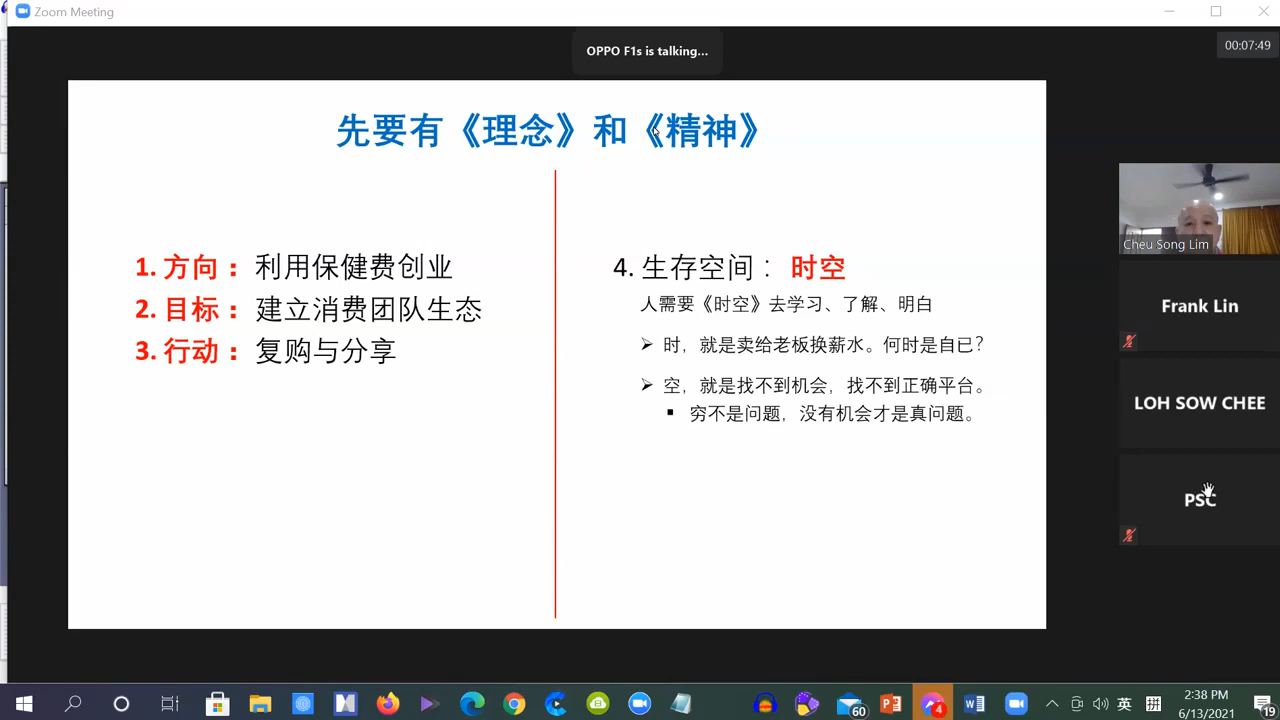 Zoom Meeting
OPPO F1s is talking...
00:07:49
先要有《理念》和《精神》
1. 方向： 利用保健费创业
2. 目标： 建立消费团队生态
3. 行动： 复购与分享
4. 生存空间： 时空
人需要《时空》去学习、了解、明白
➢ 时，就是卖给老板换薪水。何时是自已?
➢ 空，就是找不到机会，找不到正确平台。
▪ 穷不是问题，没有机会才是真问题。
Cheu Song Lim
Frank Lin
LOH SOW CHEE
PSC
60
4
英
拼
2:38 PM
6/13/2021
19